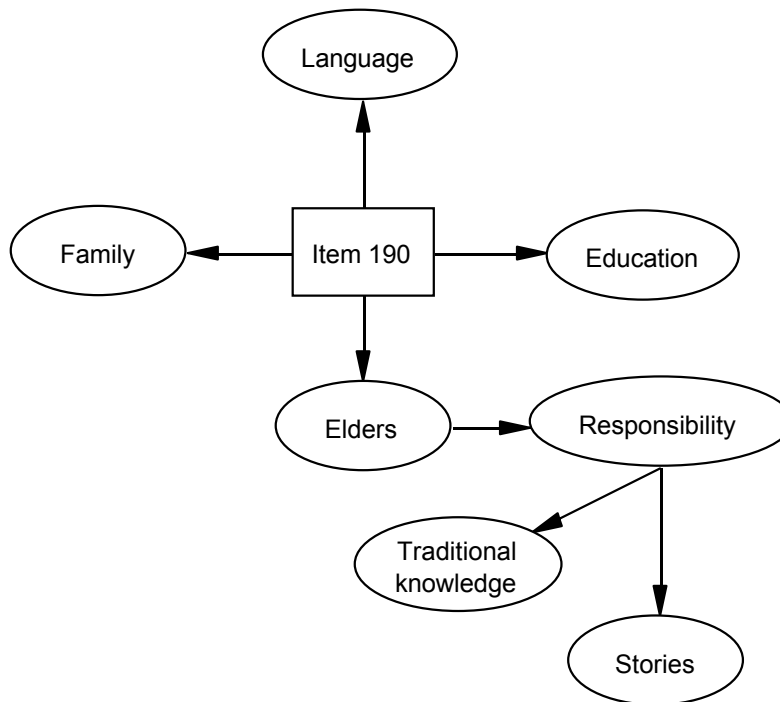 Language
Family
Item 190
Education
Elders
Responsibility
Traditional
knowledge
Stories